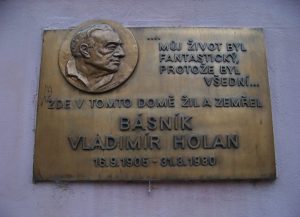 ....
MŮJ ŽIVOT BYL
FANTASTICKÝ,
PROTOŽE BYL
VŠEDNÍ...
ZDE V TOMTO DOMĚ ŽIL A ZEMŘEL
BÁSNÍK
VLADIMÍR HOLAN
16.9.1905 - 31.3.1980